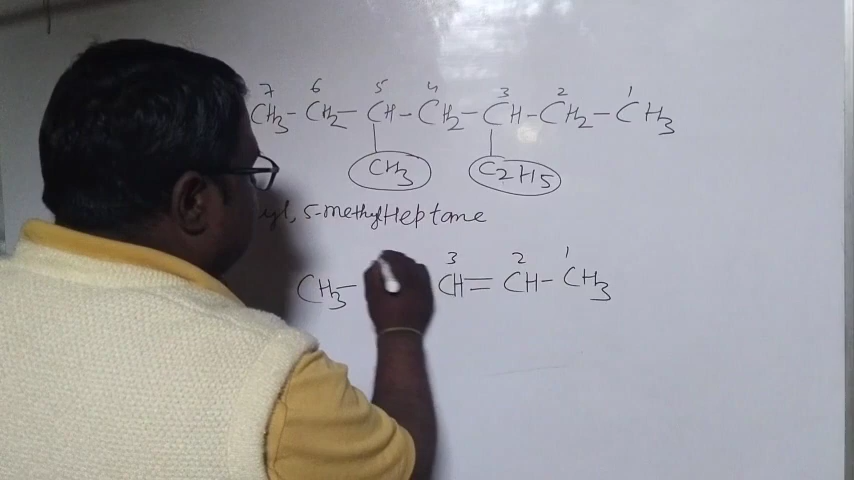 7 6 5 4 3 2 1
CH3-CH2-CH-CH2-CH-CH2-CH3
CH3 C2H5
yl, 5-methylHeptane
3 2 1
CH3- CH=CH-CH3